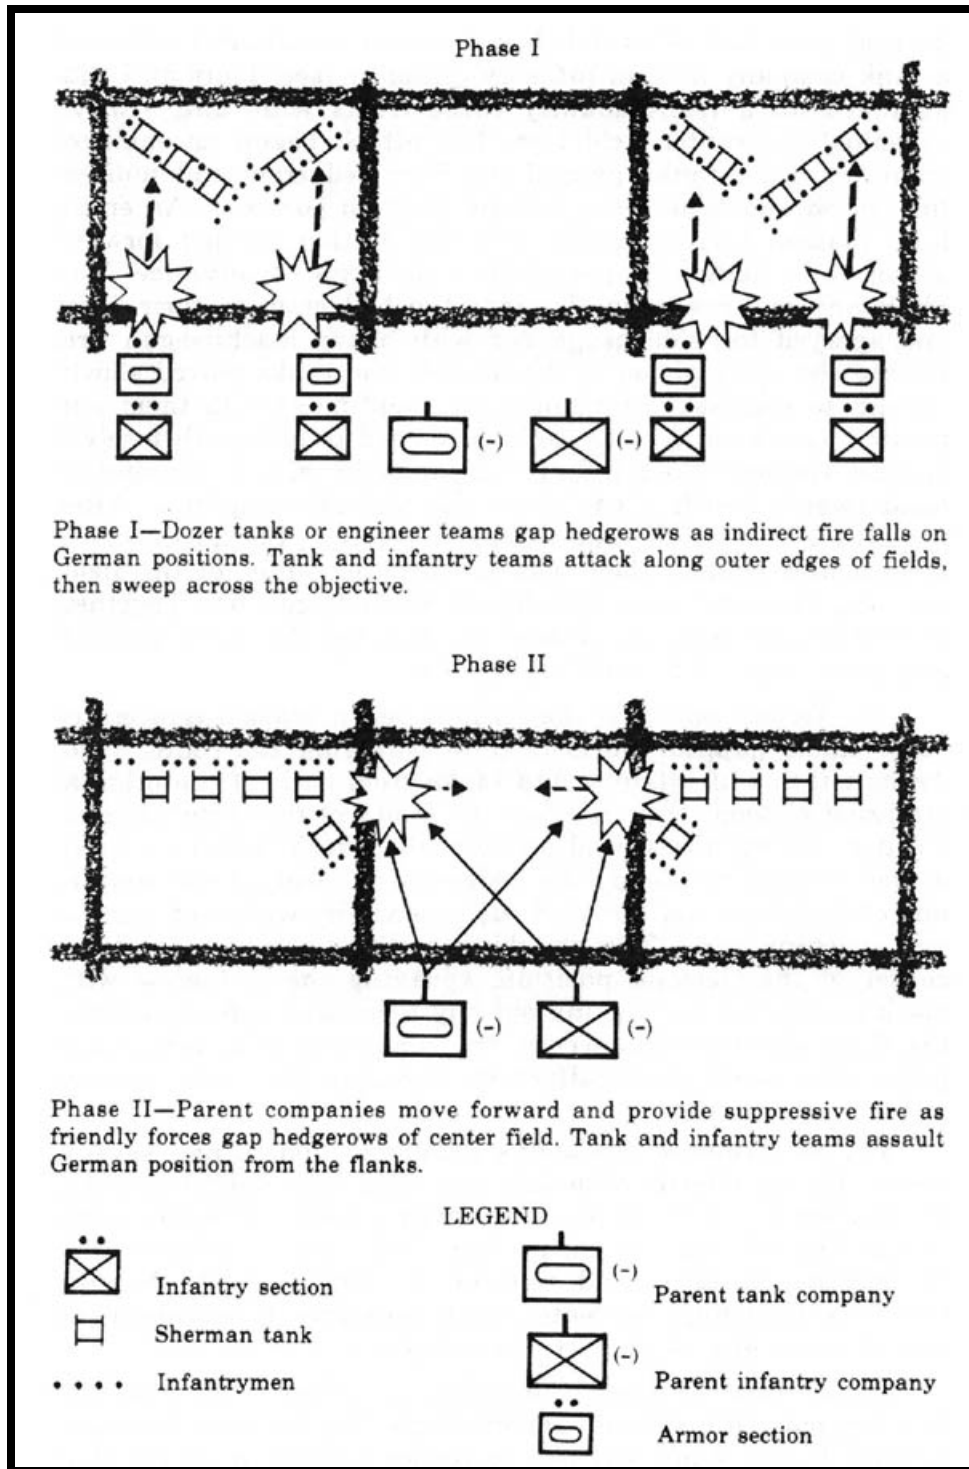 Phase I
(-)
(-)
Phase I—Dozer tanks or engineer teams gap hedgerows as indirect fire falls on
German positions. Tank and infantry teams attack along outer edges of fields,
then sweep across the objective.
Phase II
(-)
(-)
Phase II—Parent companies move forward and provide suppressive fire as
friendly forces gap hedgerows of center field. Tank and infantry teams assault
German position from the flanks.
LEGEND
Infantry section
Sherman tank
Infantrymen
(-)
Parent tank company
(-)
Parent infantry company
Armor section